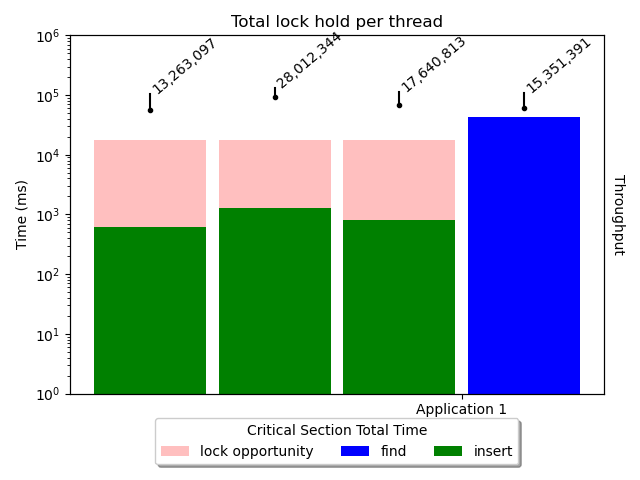 Total lock hold per thread
10^6
10^5
10^4
10^3
10^2
10^1
10^0
Time (ms)
13,263,097
28,012,344
17,640,813
15,351,391
Throughput
Application 1
Critical Section Total Time
lock opportunity find insert